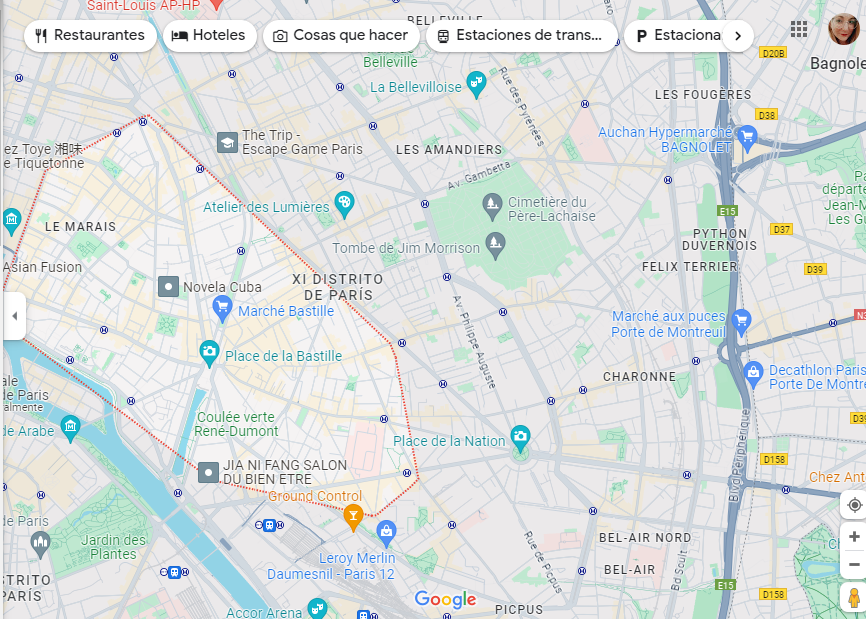 Saint-Louis AP-HP
BELLEVILLE
Restaurantes
Hoteles
Cosas que hacer
Estaciones de trans...
Estaciona
D20B
Belleville
Bagnole
La Bellevilloise
Rue des Pyrénées
LES FOUGÈRES
D38
The Trip -
Escape Game Paris
Auchan Hypermarché
BAGNOLET
ez Toye 湘味
e Tiquetonne
LES AMANDIERS
Av. Gambetta
Pa
départe
Jean-M
Les Gu
Atelier des Lumières
Cimetière du
Père-Lachaise
E15
LE MARAIS
D37
PYTHON
DUVERNOIS
Tombe de Jim Morrison
Asian Fusion
FELIX TERRIER
D39
XI DISTRITO
DE PARÍS
Novela Cuba
Marché Bastille
Av. Philippe Auguste
Marché aux puces
Porte de Montreuil
N3
Place de la Bastille
CHARONNE
Decathlon Paris
Porte De Montre
ale
de Paris
almente
Coulée verte
René-Dumont
D39
de Arabe
Place de la Nation
Blvd Périphérique
D158
JIA NI FANG SALON
DU BIEN ETRE
Chez Ant
Ground Control
de Paris
Jardin des
Plantes
Leroy Merlin
Daumesnil - Paris 12
Rue de Picpus
BEL-AIR NORD
BEL-AIR
Bd Soult
STRITO
PARÍS
E15
D158
Google
Accor Arena
PICPUS